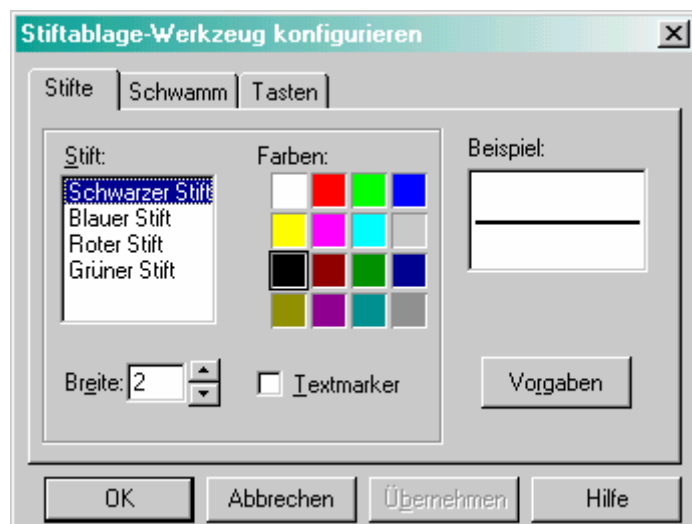 Stiftablage-Werkzeug konfigurieren
Stifte Schwamm Tasten
Stift:
Schwarzer Stift
Blauer Stift
Roter Stift
Grüner Stift
Farben:
Beispiel:
Breite: 2
Textmarker
Vorgaben
OK Abbrechen Übernehmen Hilfe